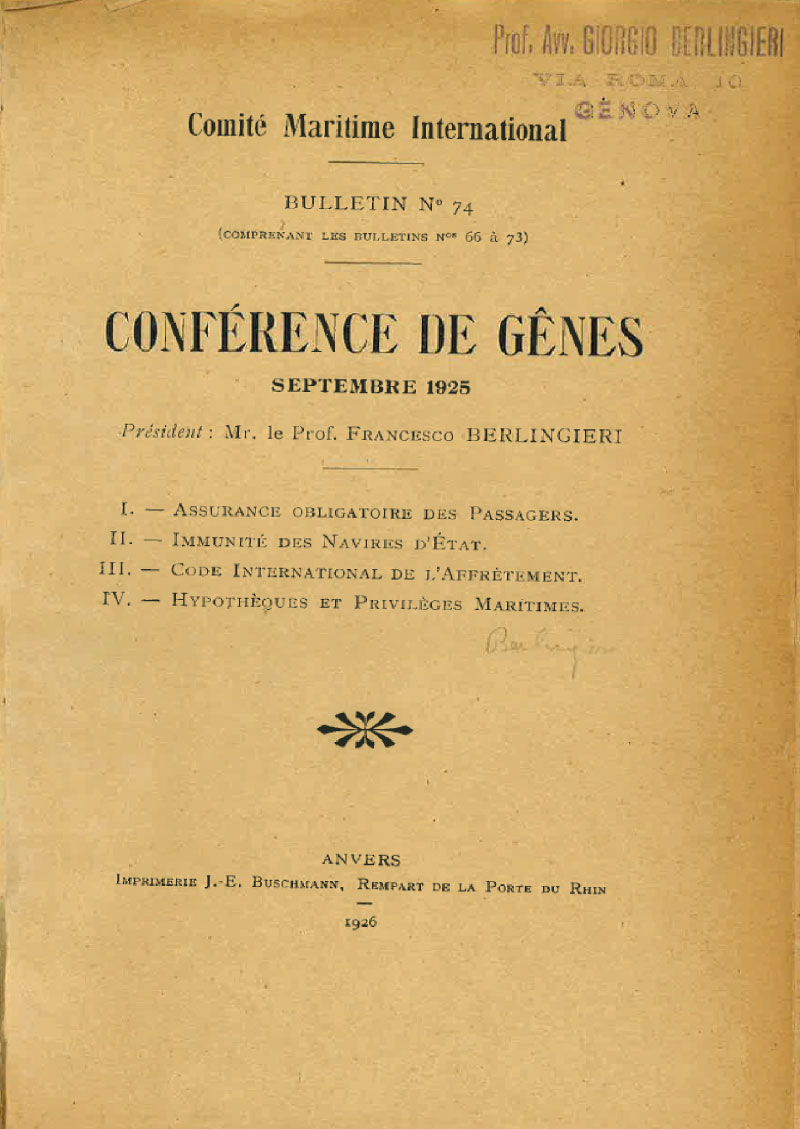 Prof. Avv. GIORGIO BERLINGIERI
VIA ROMA 10
GENOVA
Comité Maritime International
BULLETIN Nº 74
(COMPRENANT LES BULLETINS Nos 66 à 73)
CONFÉRENCE DE GÊNES
SEPTEMBRE 1925
Président : Mr. le Prof. FRANCESCO BERLINGIERI
I. — ASSURANCE OBLIGATOIRE DES PASSAGERS.
II. — IMMUNITÉ DES NAVIRES D'ÉTAT.
III. — CODE INTERNATIONAL DE L'AFFRÈTEMENT.
IV. — HYPOTHÈQUES ET PRIVILÈGES MARITIMES.
ANVERS
IMPRIMERIE J.-E. BUSCHMANN, REMPART DE LA PORTE DU RHIN
1926